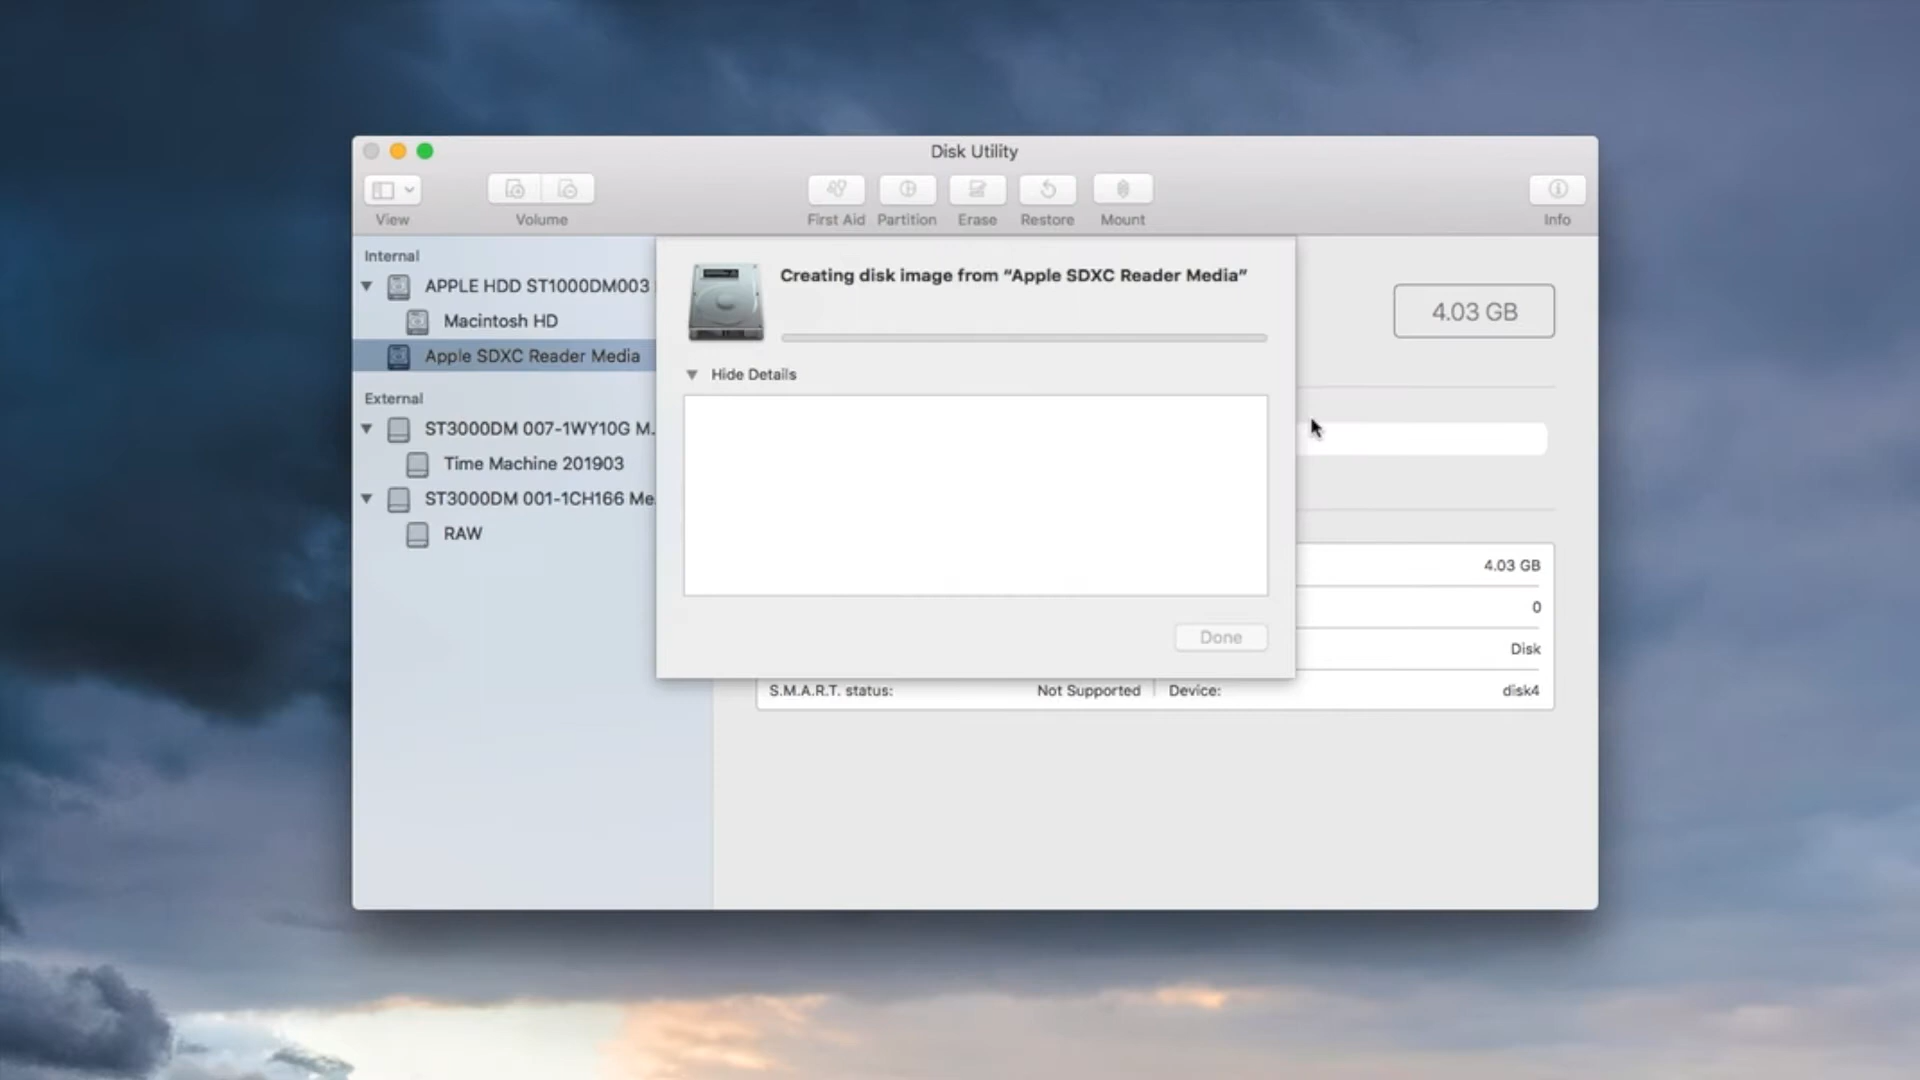 Disk Utility
View
Volume
First Aid
Partition
Erase
Restore
Mount
Info
Internal
APPLE HDD ST1000DM003
Macintosh HD
Apple SDXC Reader Media
External
ST3000DM 007-1WY10G M...
Time Machine 201903
ST3000DM 001-1CH166 Me...
RAW
Creating disk image from “Apple SDXC Reader Media”
Hide Details
Done
4.03 GB
4.03 GB
0
Disk
S.M.A.R.T. status: Not Supported
Device: disk4